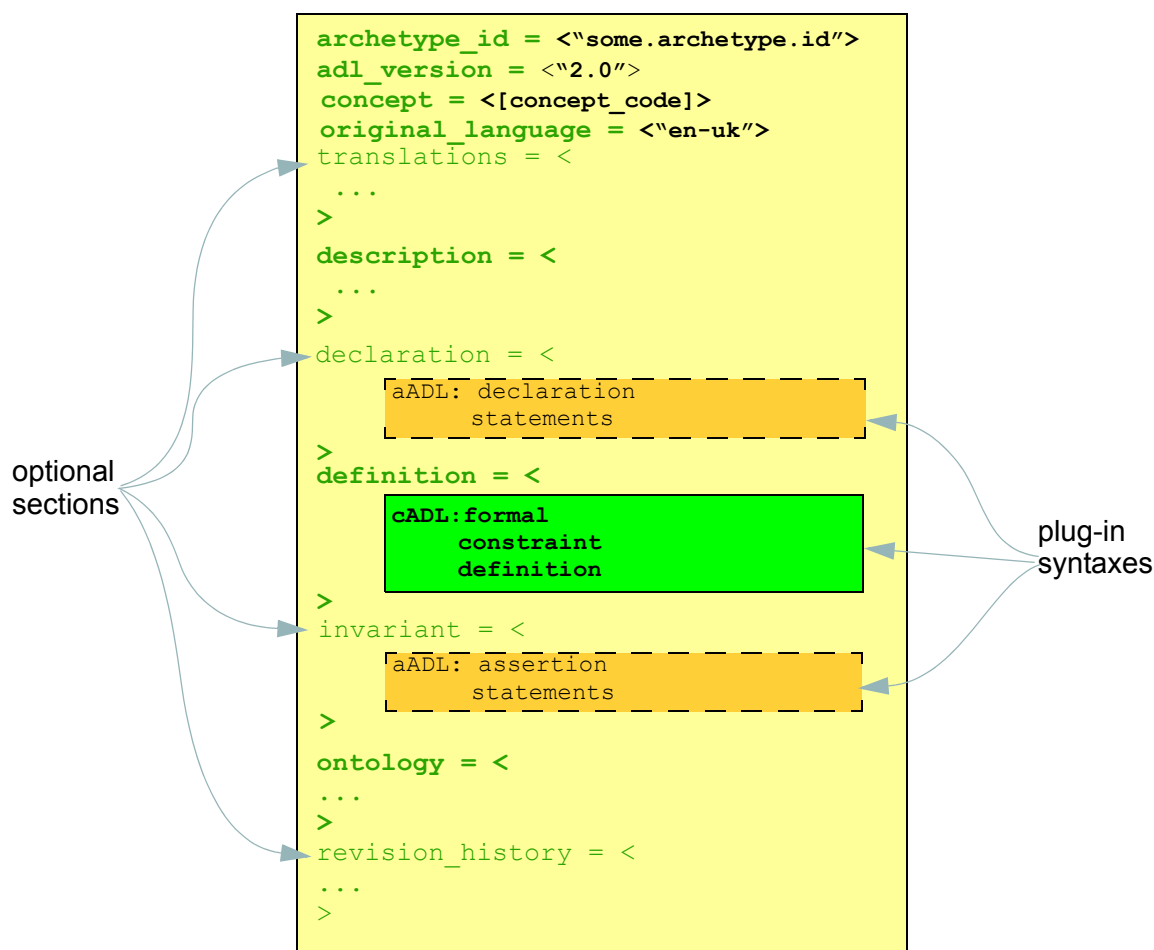 archetype_id = <“some.archetype.id”>
adl_version = <“2.0”>
concept = <[concept_code]>
original_language = <“en-uk”>
translations = <
...
>
description = <
...
>
declaration = <
aADL: declaration
statements
>
definition = <
cADL:formal
constraint
definition
>
invariant = <
aADL: assertion
statements
>
ontology = <
...
>
revision_history = <
...
>
optional
sections
plug-in
syntaxes